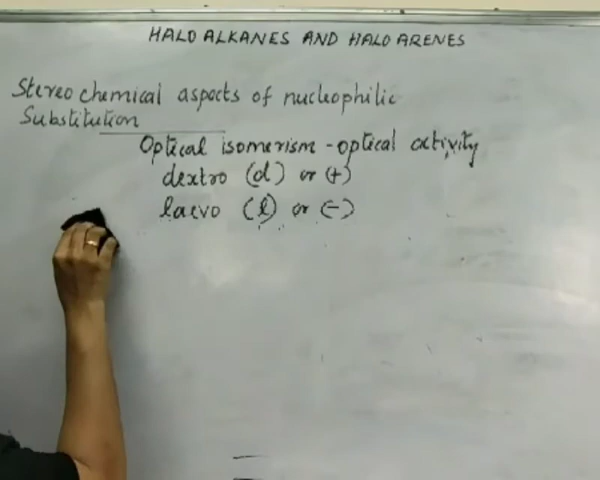 HALO ALKANES AND HALO ARENES
Stereo chemical aspects of nucleophilic
Substitution
Optical isomerism - optical activity
dextro (d) or (+)
laevo (l) or (-)